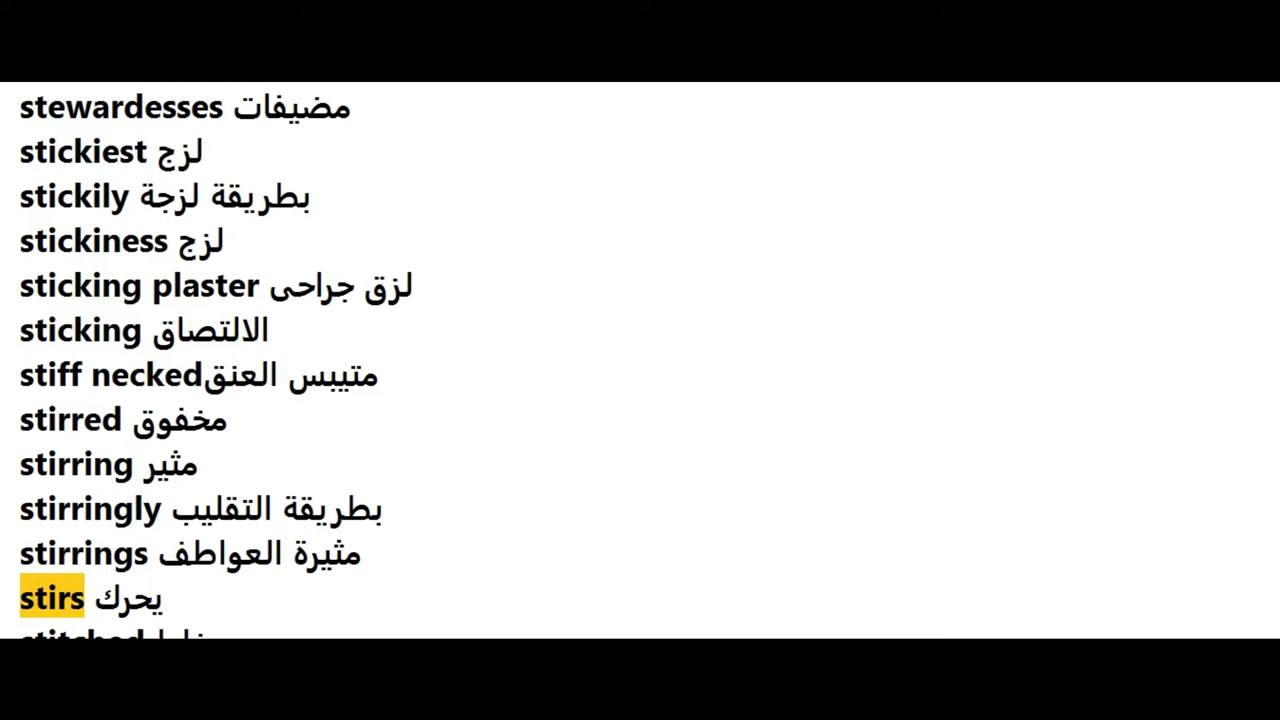 stewardesses مضيفات
stickiest لزج
stickily بطريقة لزجة
stickiness لزج
sticking plaster لزق جراحى
sticking الالتصاق
stiff neckedمتيبس العنق
stirred مخفوق
stirring مثير
stirringly بطريقة التقليب
stirrings مثيرة العواطف
stirs يحرك
stitched